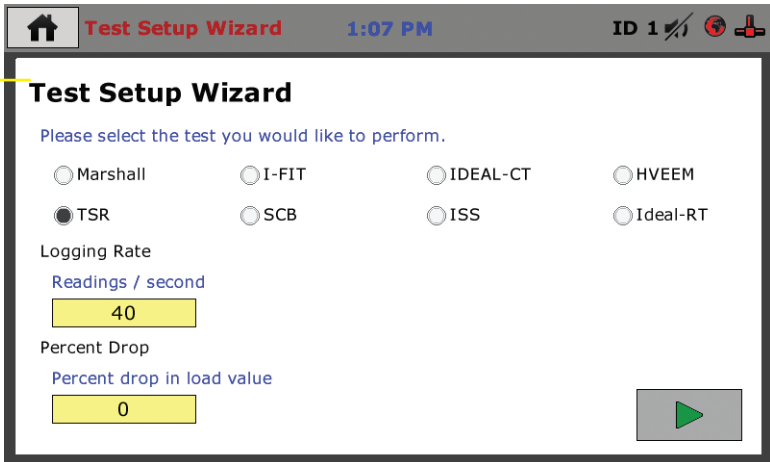 Test Setup Wizard 1:07 PM ID 1
Test Setup Wizard
Please select the test you would like to perform.
Marshall I-FIT IDEAL-CT HVEEM
TSR SCB ISS Ideal-RT
Logging Rate
Readings / second
40
Percent Drop
Percent drop in load value
0